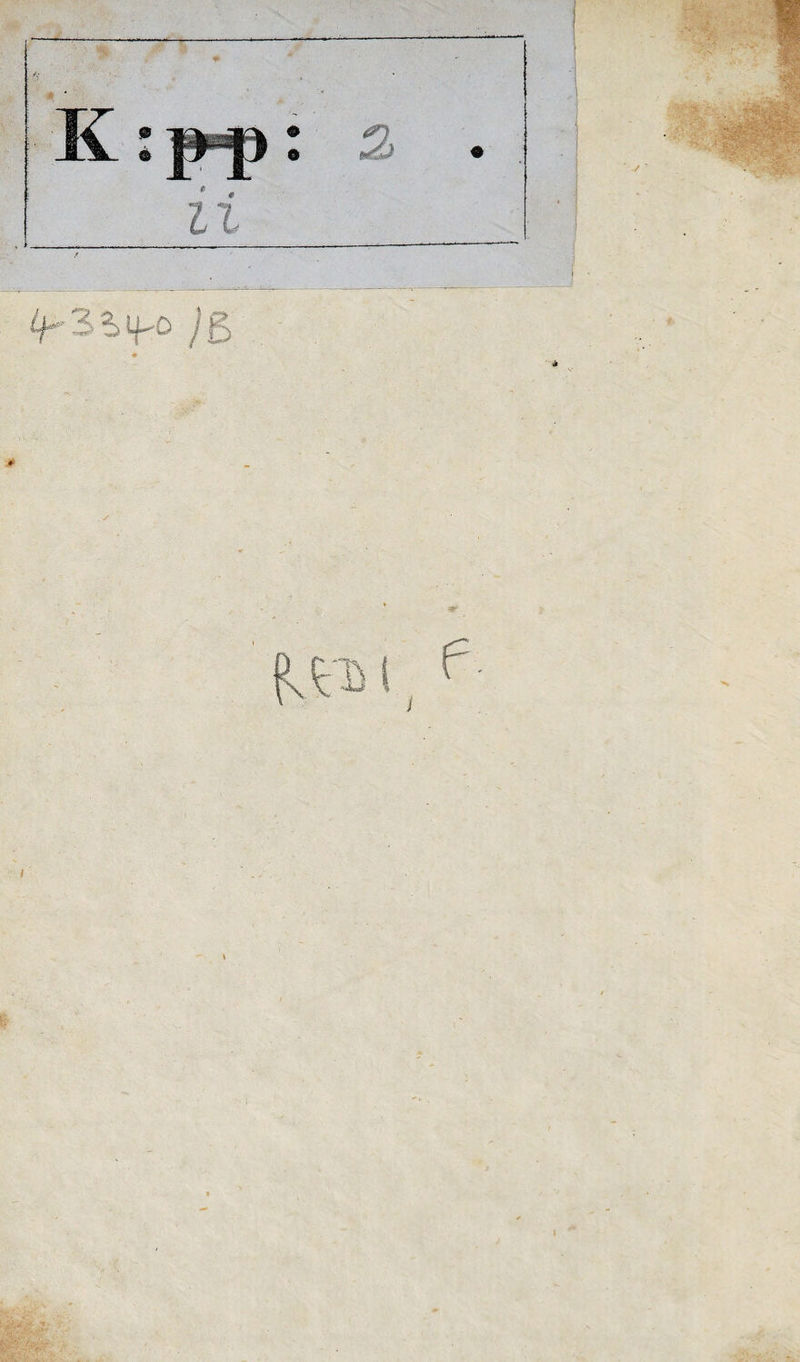 K : pp : 2 .
ii
43340/B
REDI, F.